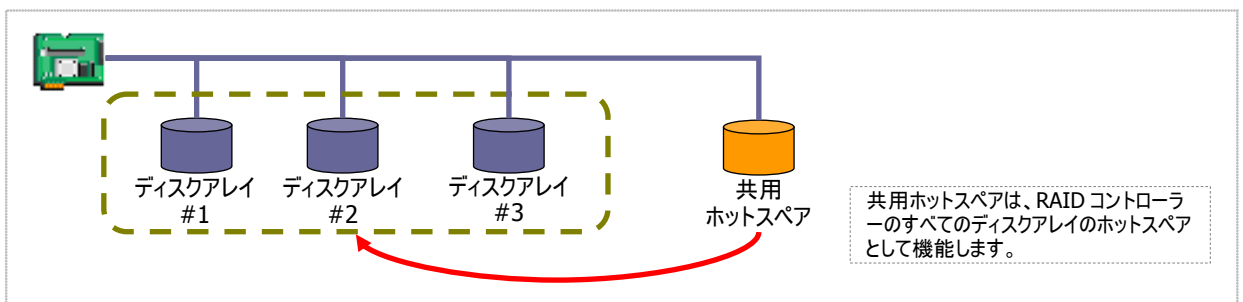 ディスクアレイ
#1
ディスクアレイ
#2
ディスクアレイ
#3
共用
ホットスペア
共用ホットスペアは、RAID コントローラ
ーのすべてのディスクアレイのホットスペア
として機能します。